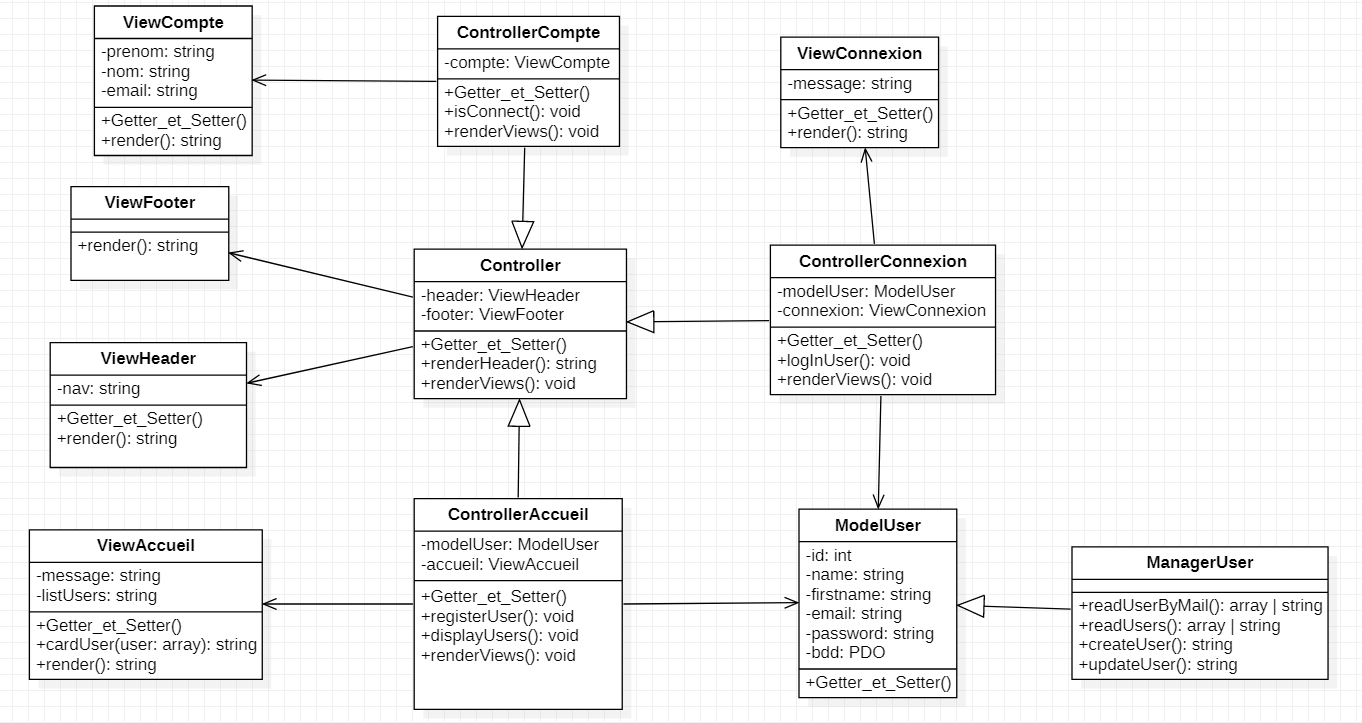 ViewCompte
-prenom: string
-nom: string
-email: string
+Getter_et_Setter()
+render(): string
ControllerCompte
-compte: ViewCompte
+Getter_et_Setter()
+isConnect(): void
+renderViews(): void
ViewConnexion
-message: string
+Getter_et_Setter()
+render(): string
ViewFooter
+render(): string
Controller
-header: ViewHeader
-footer: ViewFooter
+Getter_et_Setter()
+renderHeader(): string
+renderViews(): void
ControllerConnexion
-modelUser: ModelUser
-connexion: ViewConnexion
+Getter_et_Setter()
+logInUser(): void
+renderViews(): void
ViewHeader
-nav: string
+Getter_et_Setter()
+render(): string
ViewAccueil
-message: string
-listUsers: string
+Getter_et_Setter()
+cardUser(user: array): string
+render(): string
ControllerAccueil
-modelUser: ModelUser
-accueil: ViewAccueil
+Getter_et_Setter()
+registerUser(): void
+displayUsers(): void
+renderViews(): void
ModelUser
-id: int
-name: string
-firstname: string
-email: string
-password: string
-bdd: PDO
+Getter_et_Setter()
ManagerUser
+readUserByMail(): array | string
+readUsers(): array | string
+createUser(): string
+updateUser(): string